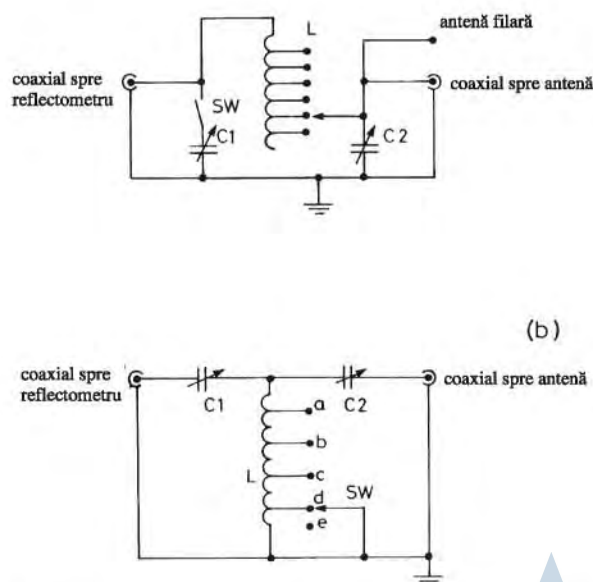 antenă filară
L
coaxial spre
reflectometru
coaxial spre antenă
SW
C1
C2
(b)
coaxial spre
reflectometru
C1
C2
coaxial spre antenă
a
b
c
L
d
SW
e